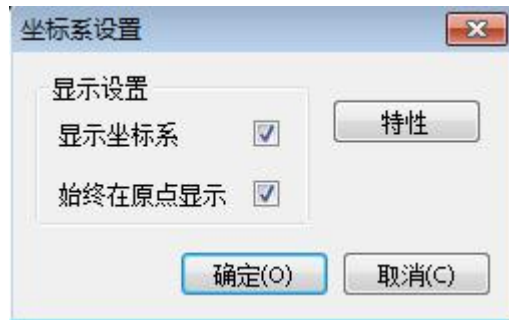 坐标系设置
显示设置
显示坐标系
特性
始终在原点显示
确定(O)
取消(C)